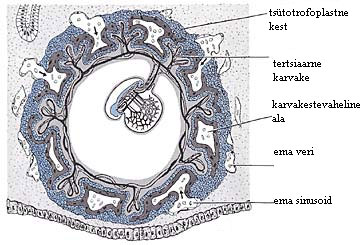 tsütotrofoplastne
kest
tertsiaarne
karvake
karvakestevaheline
ala
ema veri
ema sinusoid